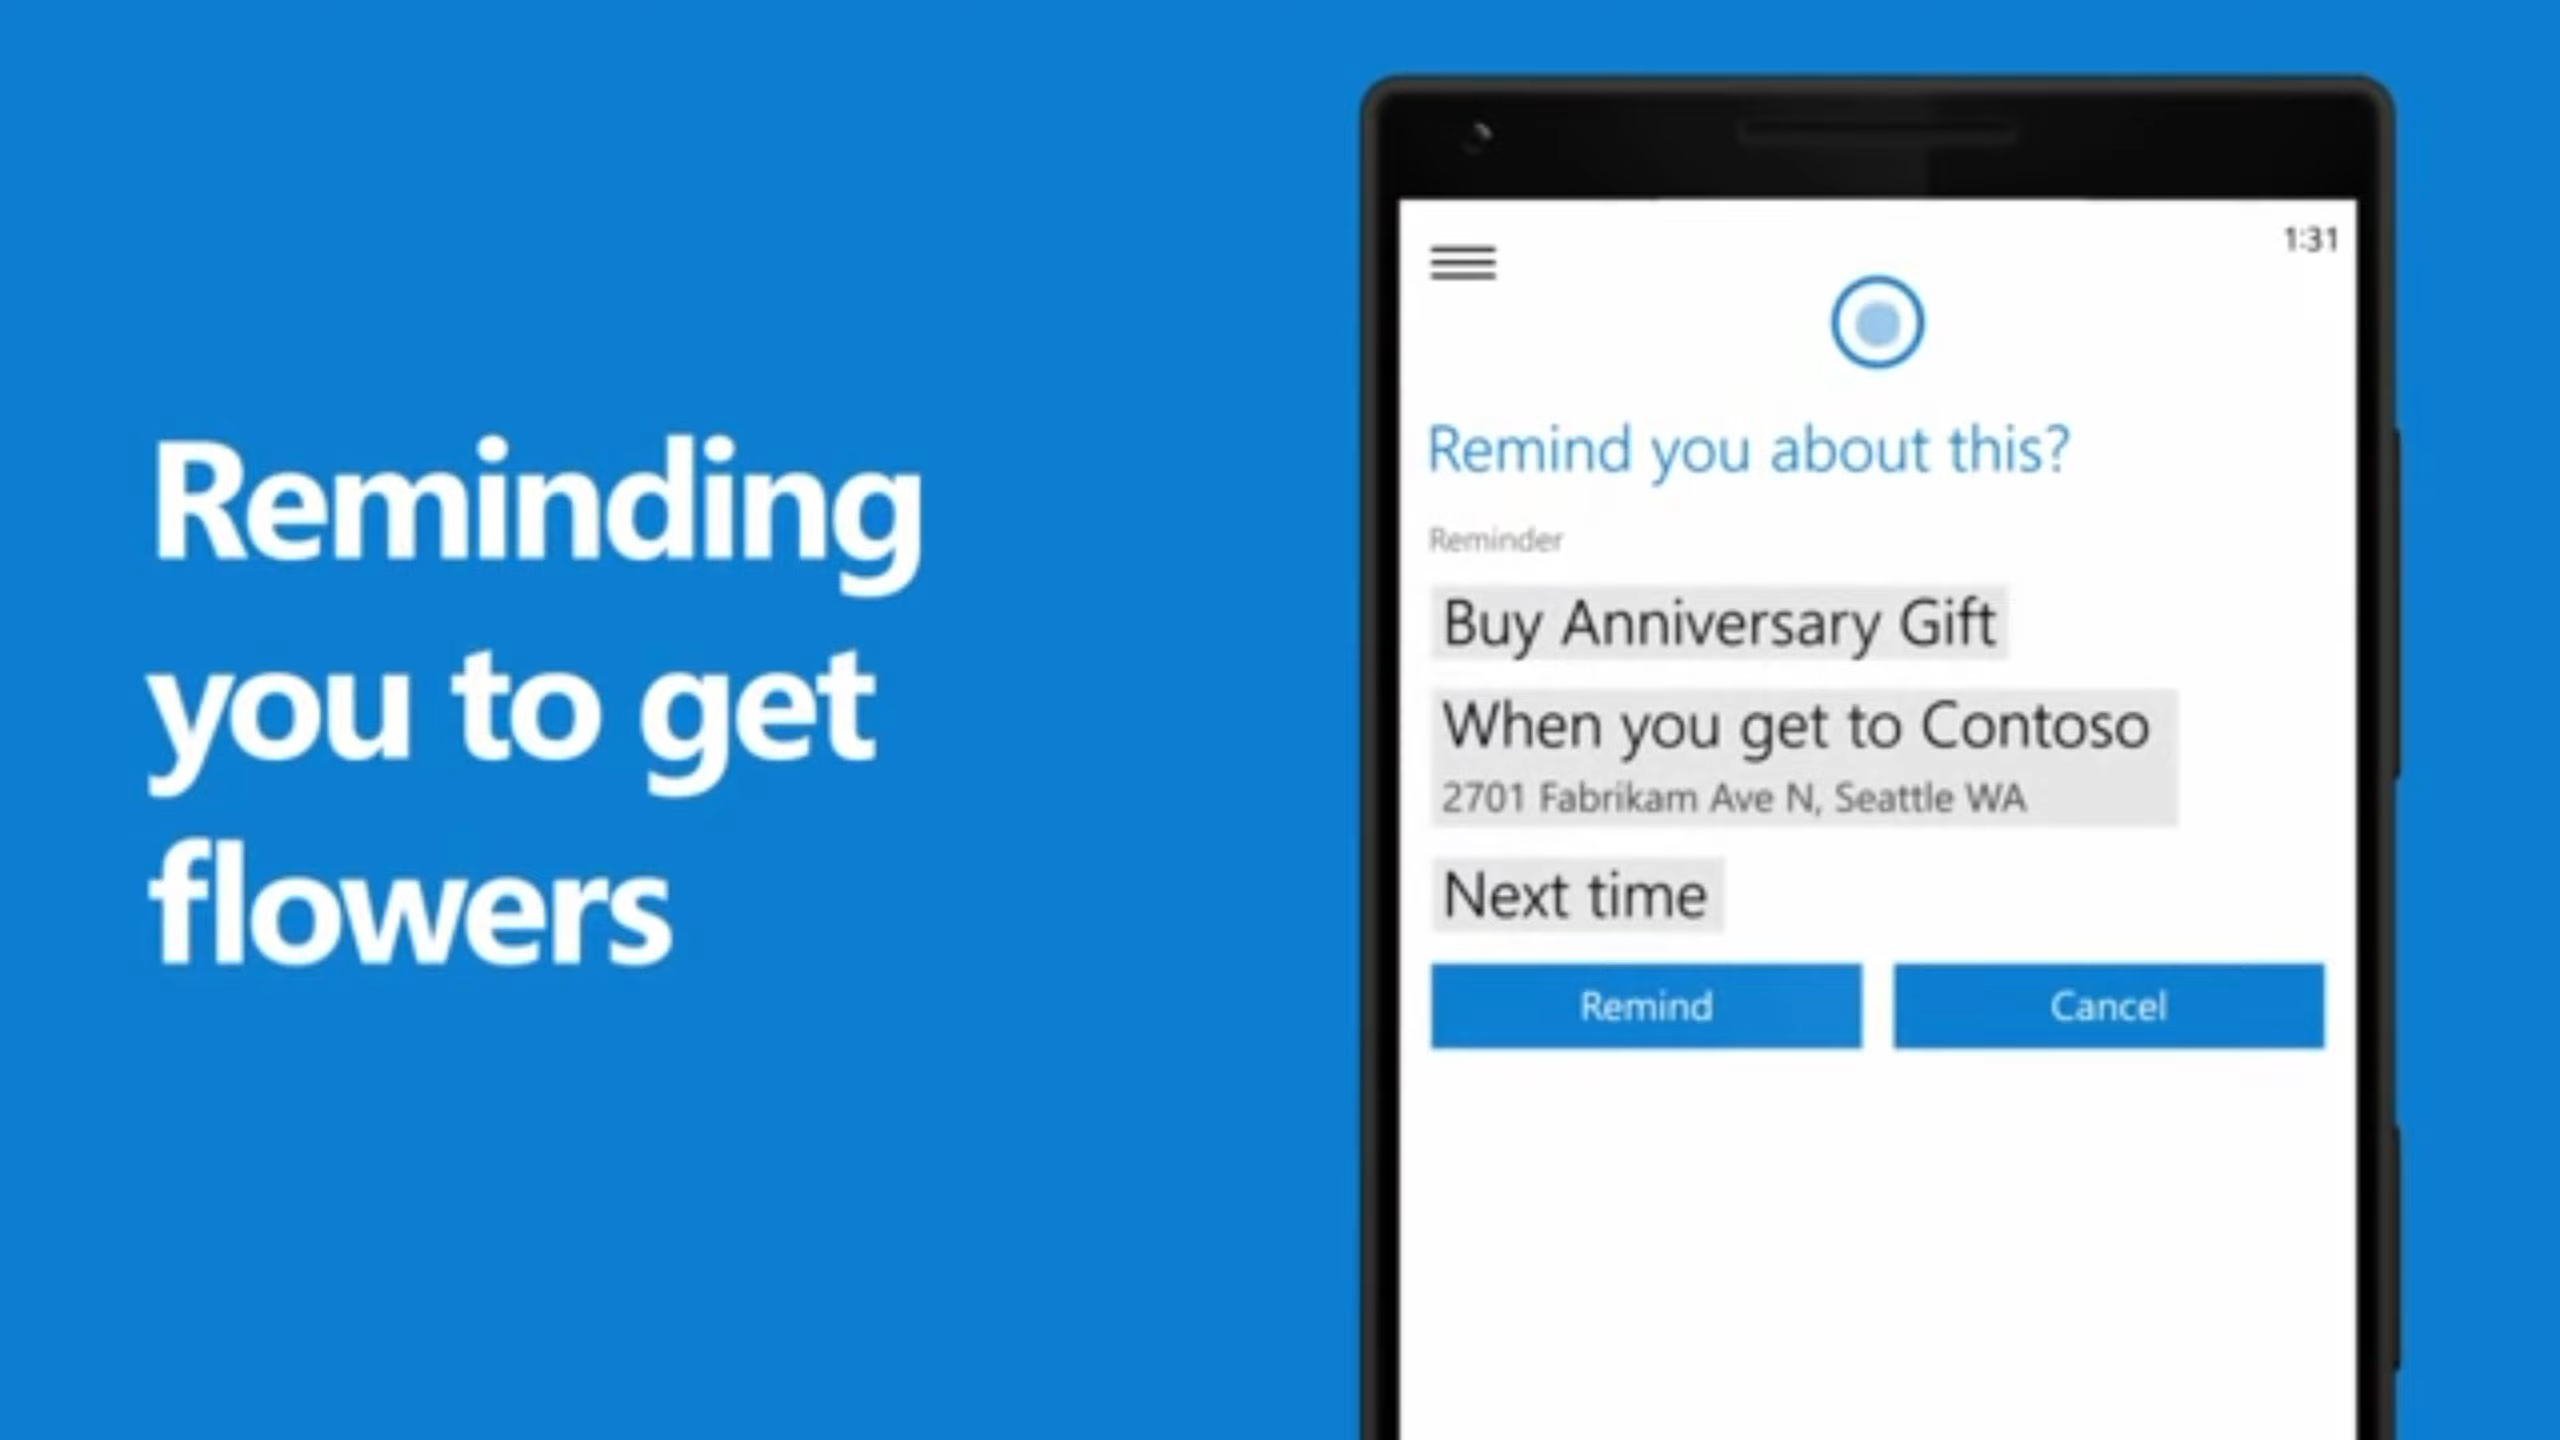 Reminding
you to get
flowers
1:31
Remind you about this?
Reminder
Buy Anniversary Gift
When you get to Contoso
2701 Fabrikam Ave N, Seattle WA
Next time
Remind
Cancel